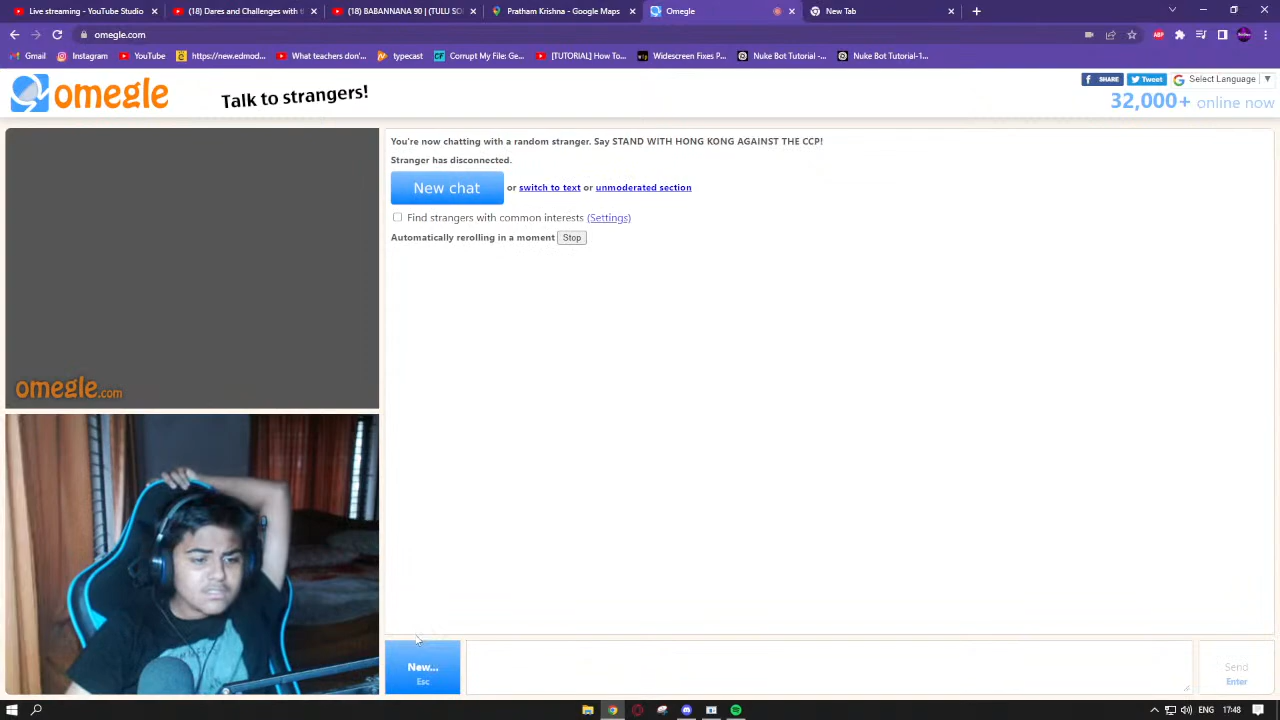 Live streaming - YouTube Studio
(18) Dares and Challenges with t
(18) BABANNANA 90 | (TULU SC
Pratham Krishna - Google Maps
Omegle
New Tab
omegle.com
Gmail
Instagram
YouTube
https://new.edmod...
What teachers don'...
typecast
Corrupt My File: Ge...
[TUTORIAL] How To...
Widescreen Fixes P...
Nuke Bot Tutorial -...
Nuke Bot Tutorial-1...
omegle
Talk to strangers!
SHARE
Tweet
Select Language
32,000+ online now
You're now chatting with a random stranger. Say STAND WITH HONG KONG AGAINST THE CCP!
Stranger has disconnected.
New chat or switch to text or unmoderated section
Find strangers with common interests (Settings)
Automatically rerolling in a moment Stop
omegle.com
New...
Esc
Send
Enter
ENG
17:48